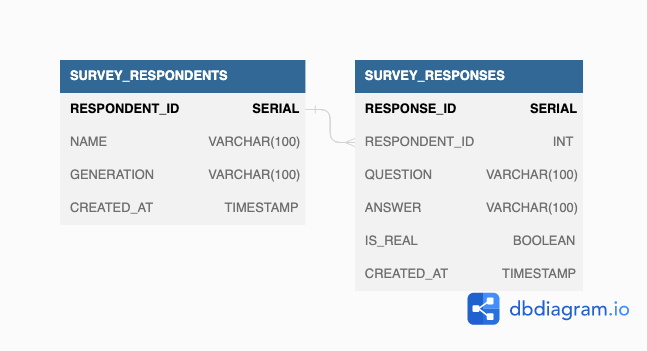 SURVEY_RESPONDENTS
RESPONDENT_ID SERIAL
NAME VARCHAR(100)
GENERATION VARCHAR(100)
CREATED_AT TIMESTAMP
SURVEY_RESPONSES
RESPONSE_ID SERIAL
RESPONDENT_ID INT
QUESTION VARCHAR(100)
ANSWER VARCHAR(100)
IS_REAL BOOLEAN
CREATED_AT TIMESTAMP
dbdiagram.io